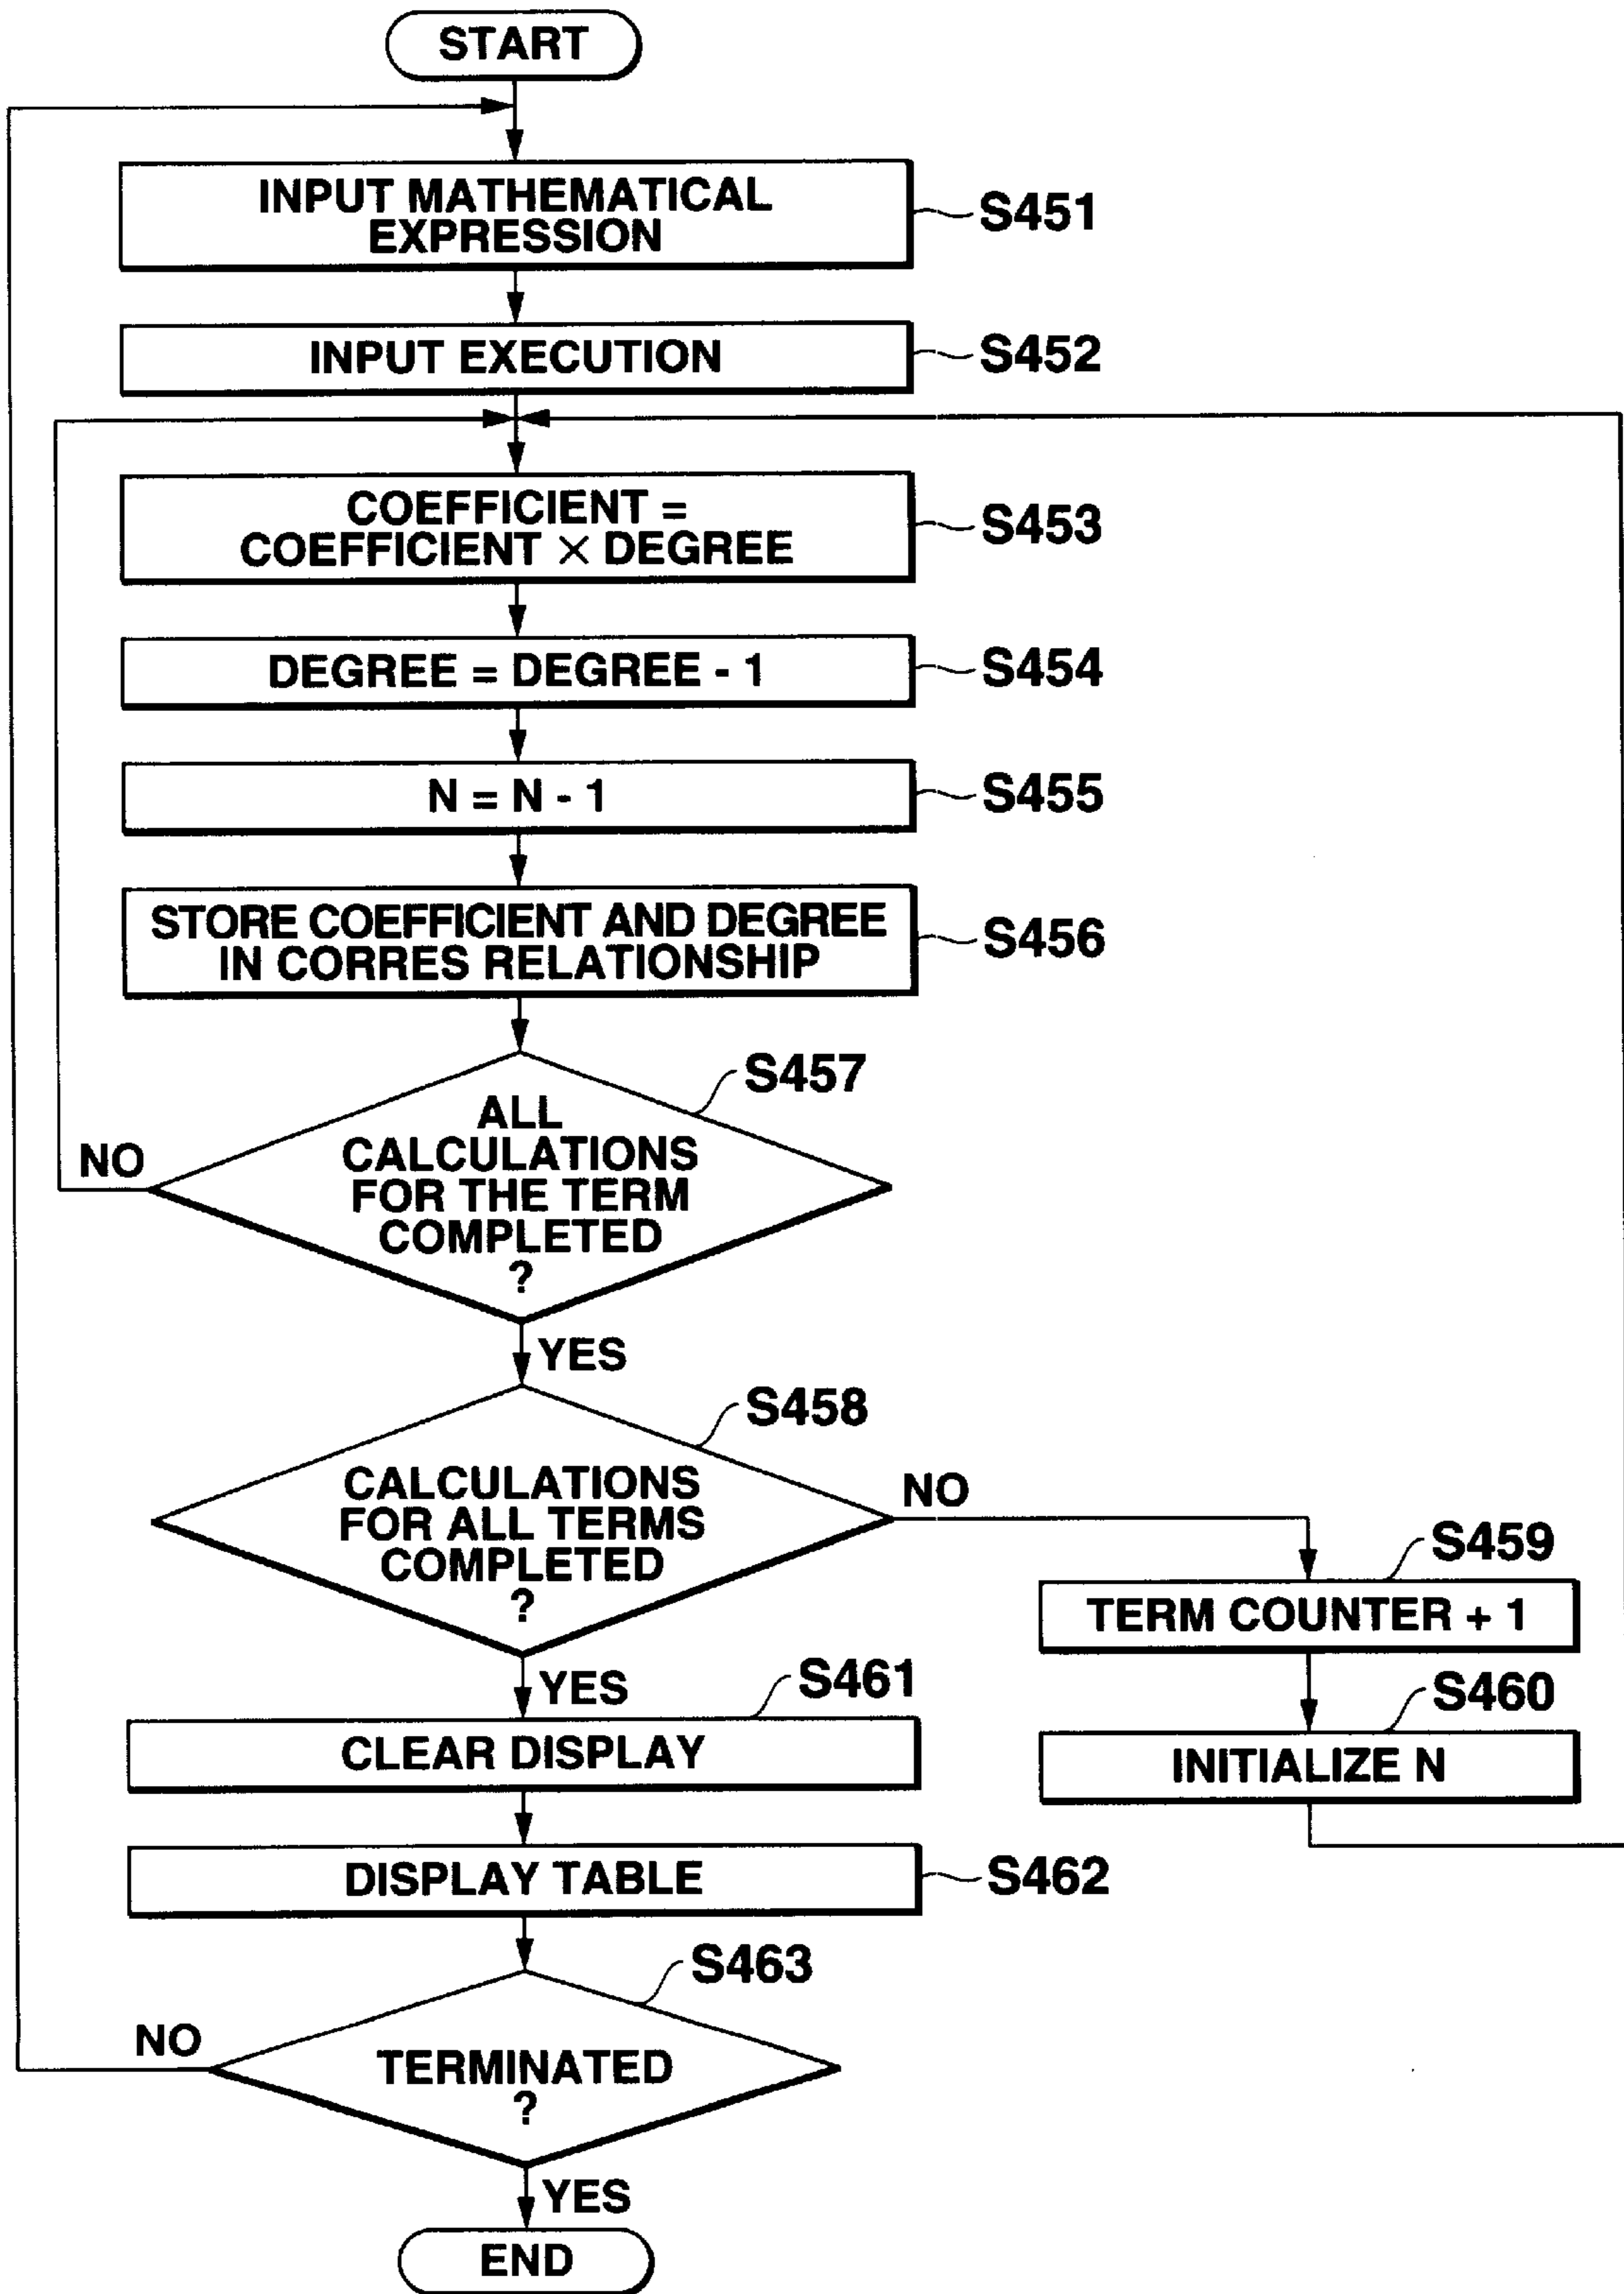 START
INPUT MATHEMATICAL
EXPRESSION
S451
INPUT EXECUTION
S452
COEFFICIENT =
COEFFICIENT × DEGREE
S453
DEGREE = DEGREE - 1
S454
N = N - 1
S455
STORE COEFFICIENT AND DEGREE
IN CORRES RELATIONSHIP
S456
S457
ALL
CALCULATIONS
FOR THE TERM
COMPLETED
?
NO
YES
S458
CALCULATIONS
FOR ALL TERMS
COMPLETED
?
NO
S459
TERM COUNTER + 1
S460
INITIALIZE N
YES
S461
CLEAR DISPLAY
DISPLAY TABLE
S462
S463
TERMINATED
?
NO
YES
END